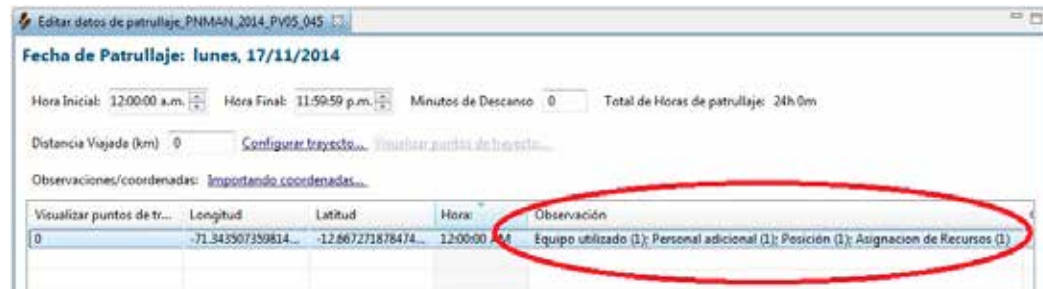 Editar datos de patrullaje_PNMAN_2014_PV05_045
Fecha de Patrullaje: lunes, 17/11/2014
Hora Inicial: 12:00:00 a.m. Hora Final: 11:59:59 p.m. Minutos de Descanso 0 Total de Horas de patrullaje: 24h 0m
Distancia Viajada (km) 0 Configurar trayecto... Visualizar puntos de trayecto...
Observaciones/coordenadas: Importando coordenadas...
Visualizar puntos de tr... Longitud Latitud Hora: Observación
0 -71.343507359814... -12.667271878474... 12:00:00 AM Equipo utilizado (1); Personal adicional (1); Posición (1); Asignacion de Recursos (1)